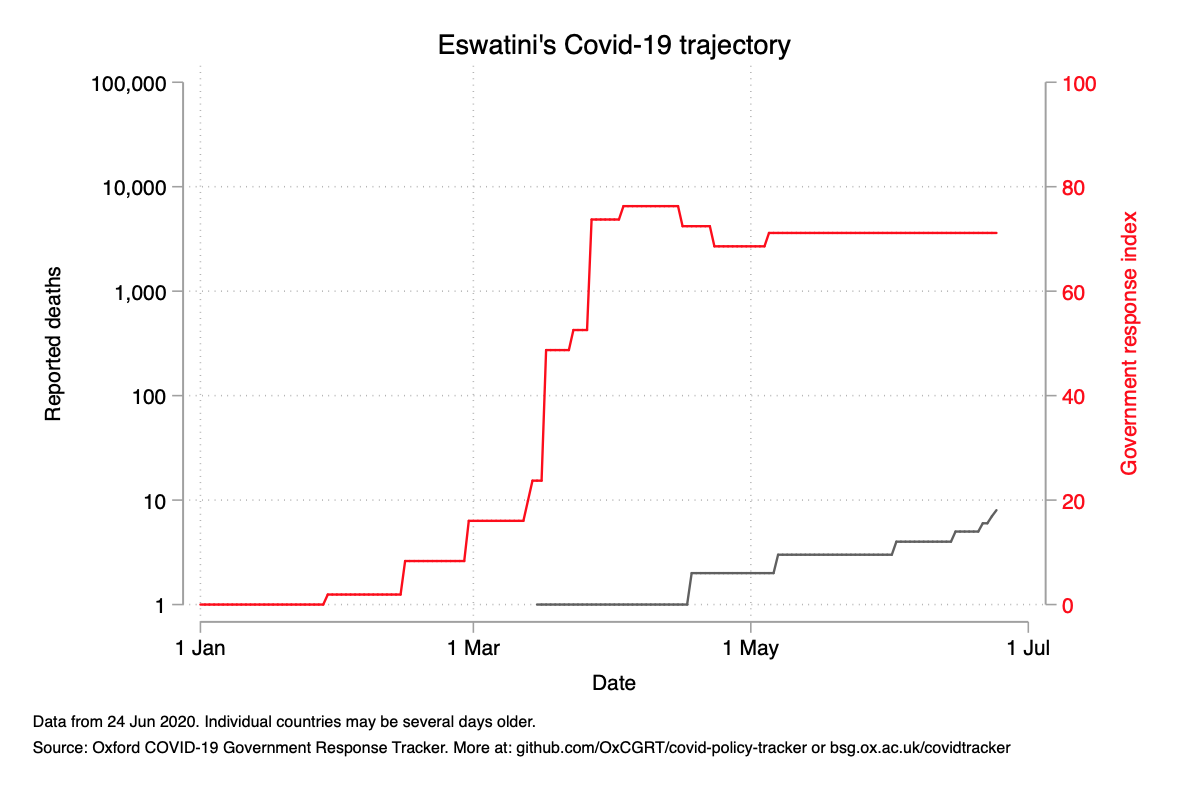 Eswatini's Covid-19 trajectory
100,000
10,000
1,000
100
10
1
Reported deaths
100
80
60
40
20
0
Government response index
1 Jan
1 Mar
1 May
1 Jul
Date
Data from 24 Jun 2020. Individual countries may be several days older.
Source: Oxford COVID-19 Government Response Tracker. More at: github.com/OxCGRT/covid-policy-tracker or bsg.ox.ac.uk/covidtracker